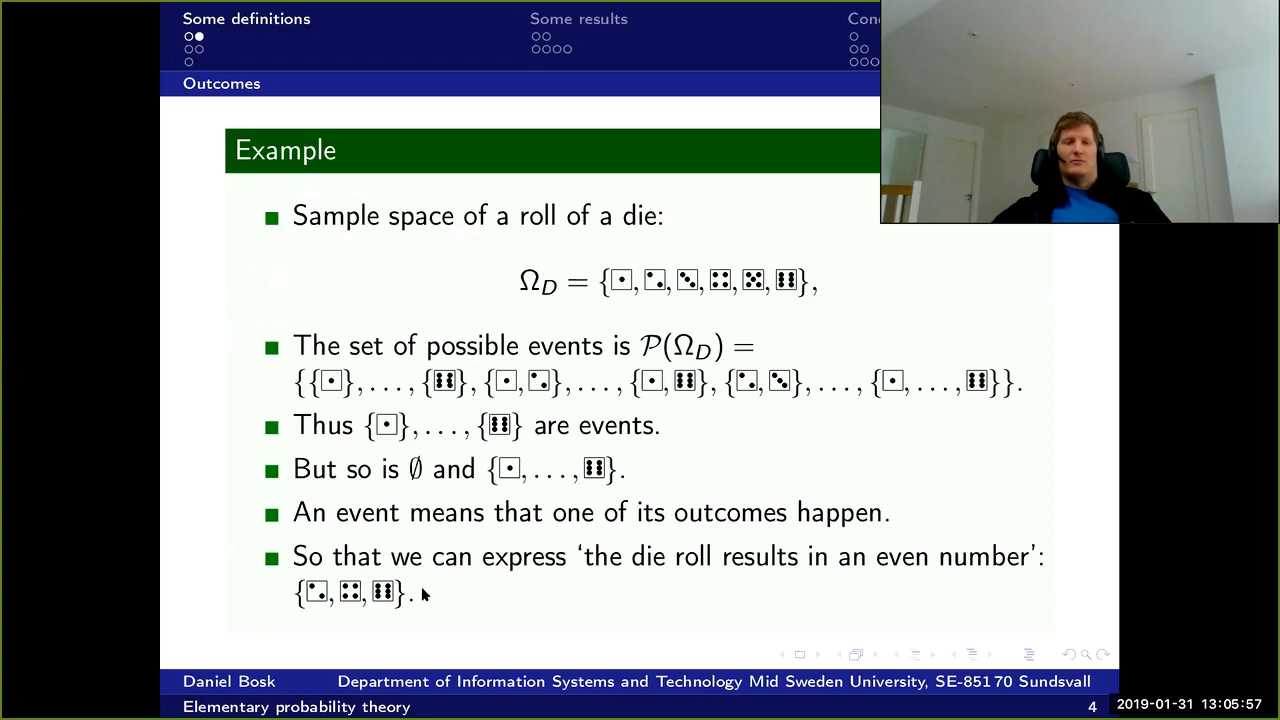 Some definitions
Some results
Outcomes
Example
Sample space of a roll of a die:
Ω_D = {⚀, ⚁, ⚂, ⚃, ⚄, ⚅},
The set of possible events is 𝒫(Ω_D) =
{{⚀}, . . . , {⚅}, {⚀, ⚁}, . . . , {⚀, ⚅}, {⚁, ⚂}, . . . , {⚀, . . . , ⚅}}.
Thus {⚀}, . . . , {⚅} are events.
But so is ∅ and {⚀, . . . , ⚅}.
An event means that one of its outcomes happen.
So that we can express ‘the die roll results in an even number’:
{⚁, ⚃, ⚅}.
Daniel Bosk
Department of Information Systems and Technology Mid Sweden University, SE-851 70 Sundsvall
Elementary probability theory
4
2019-01-31 13:05:57